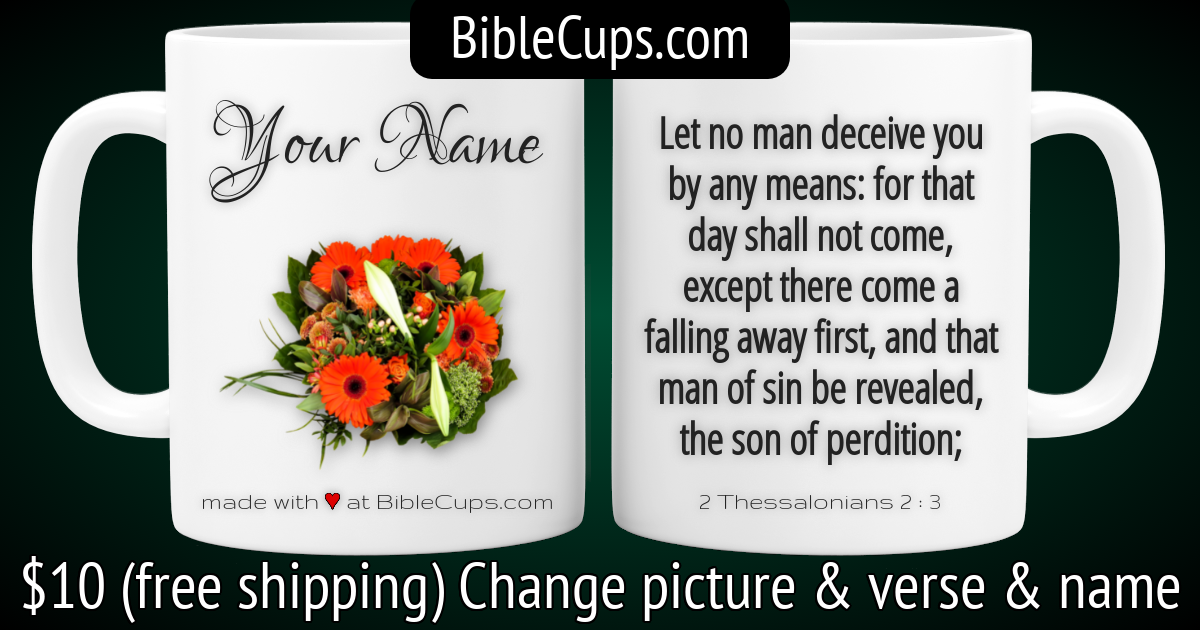 BibleCups.com
Your Name
made with ♥ at BibleCups.com
Let no man deceive you
by any means: for that
day shall not come,
except there come a
falling away first, and that
man of sin be revealed,
the son of perdition;
2 Thessalonians 2 : 3
$10 (free shipping) Change picture & verse & name